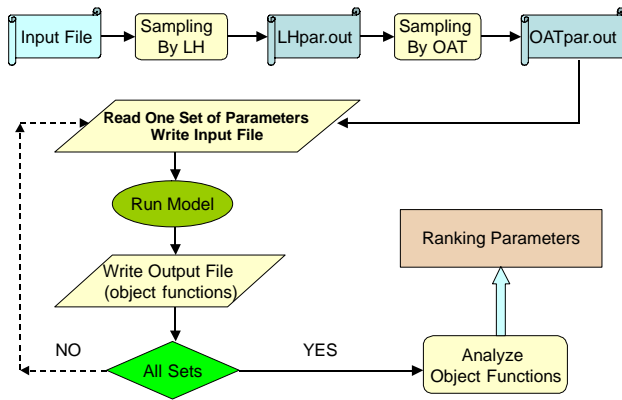 Input File
Sampling
By LH
LHpar.out
Sampling
By OAT
OATpar.out
Read One Set of Parameters
Write Input File
Run Model
Ranking Parameters
Write Output File
(object functions)
NO
All Sets
YES
Analyze
Object Functions